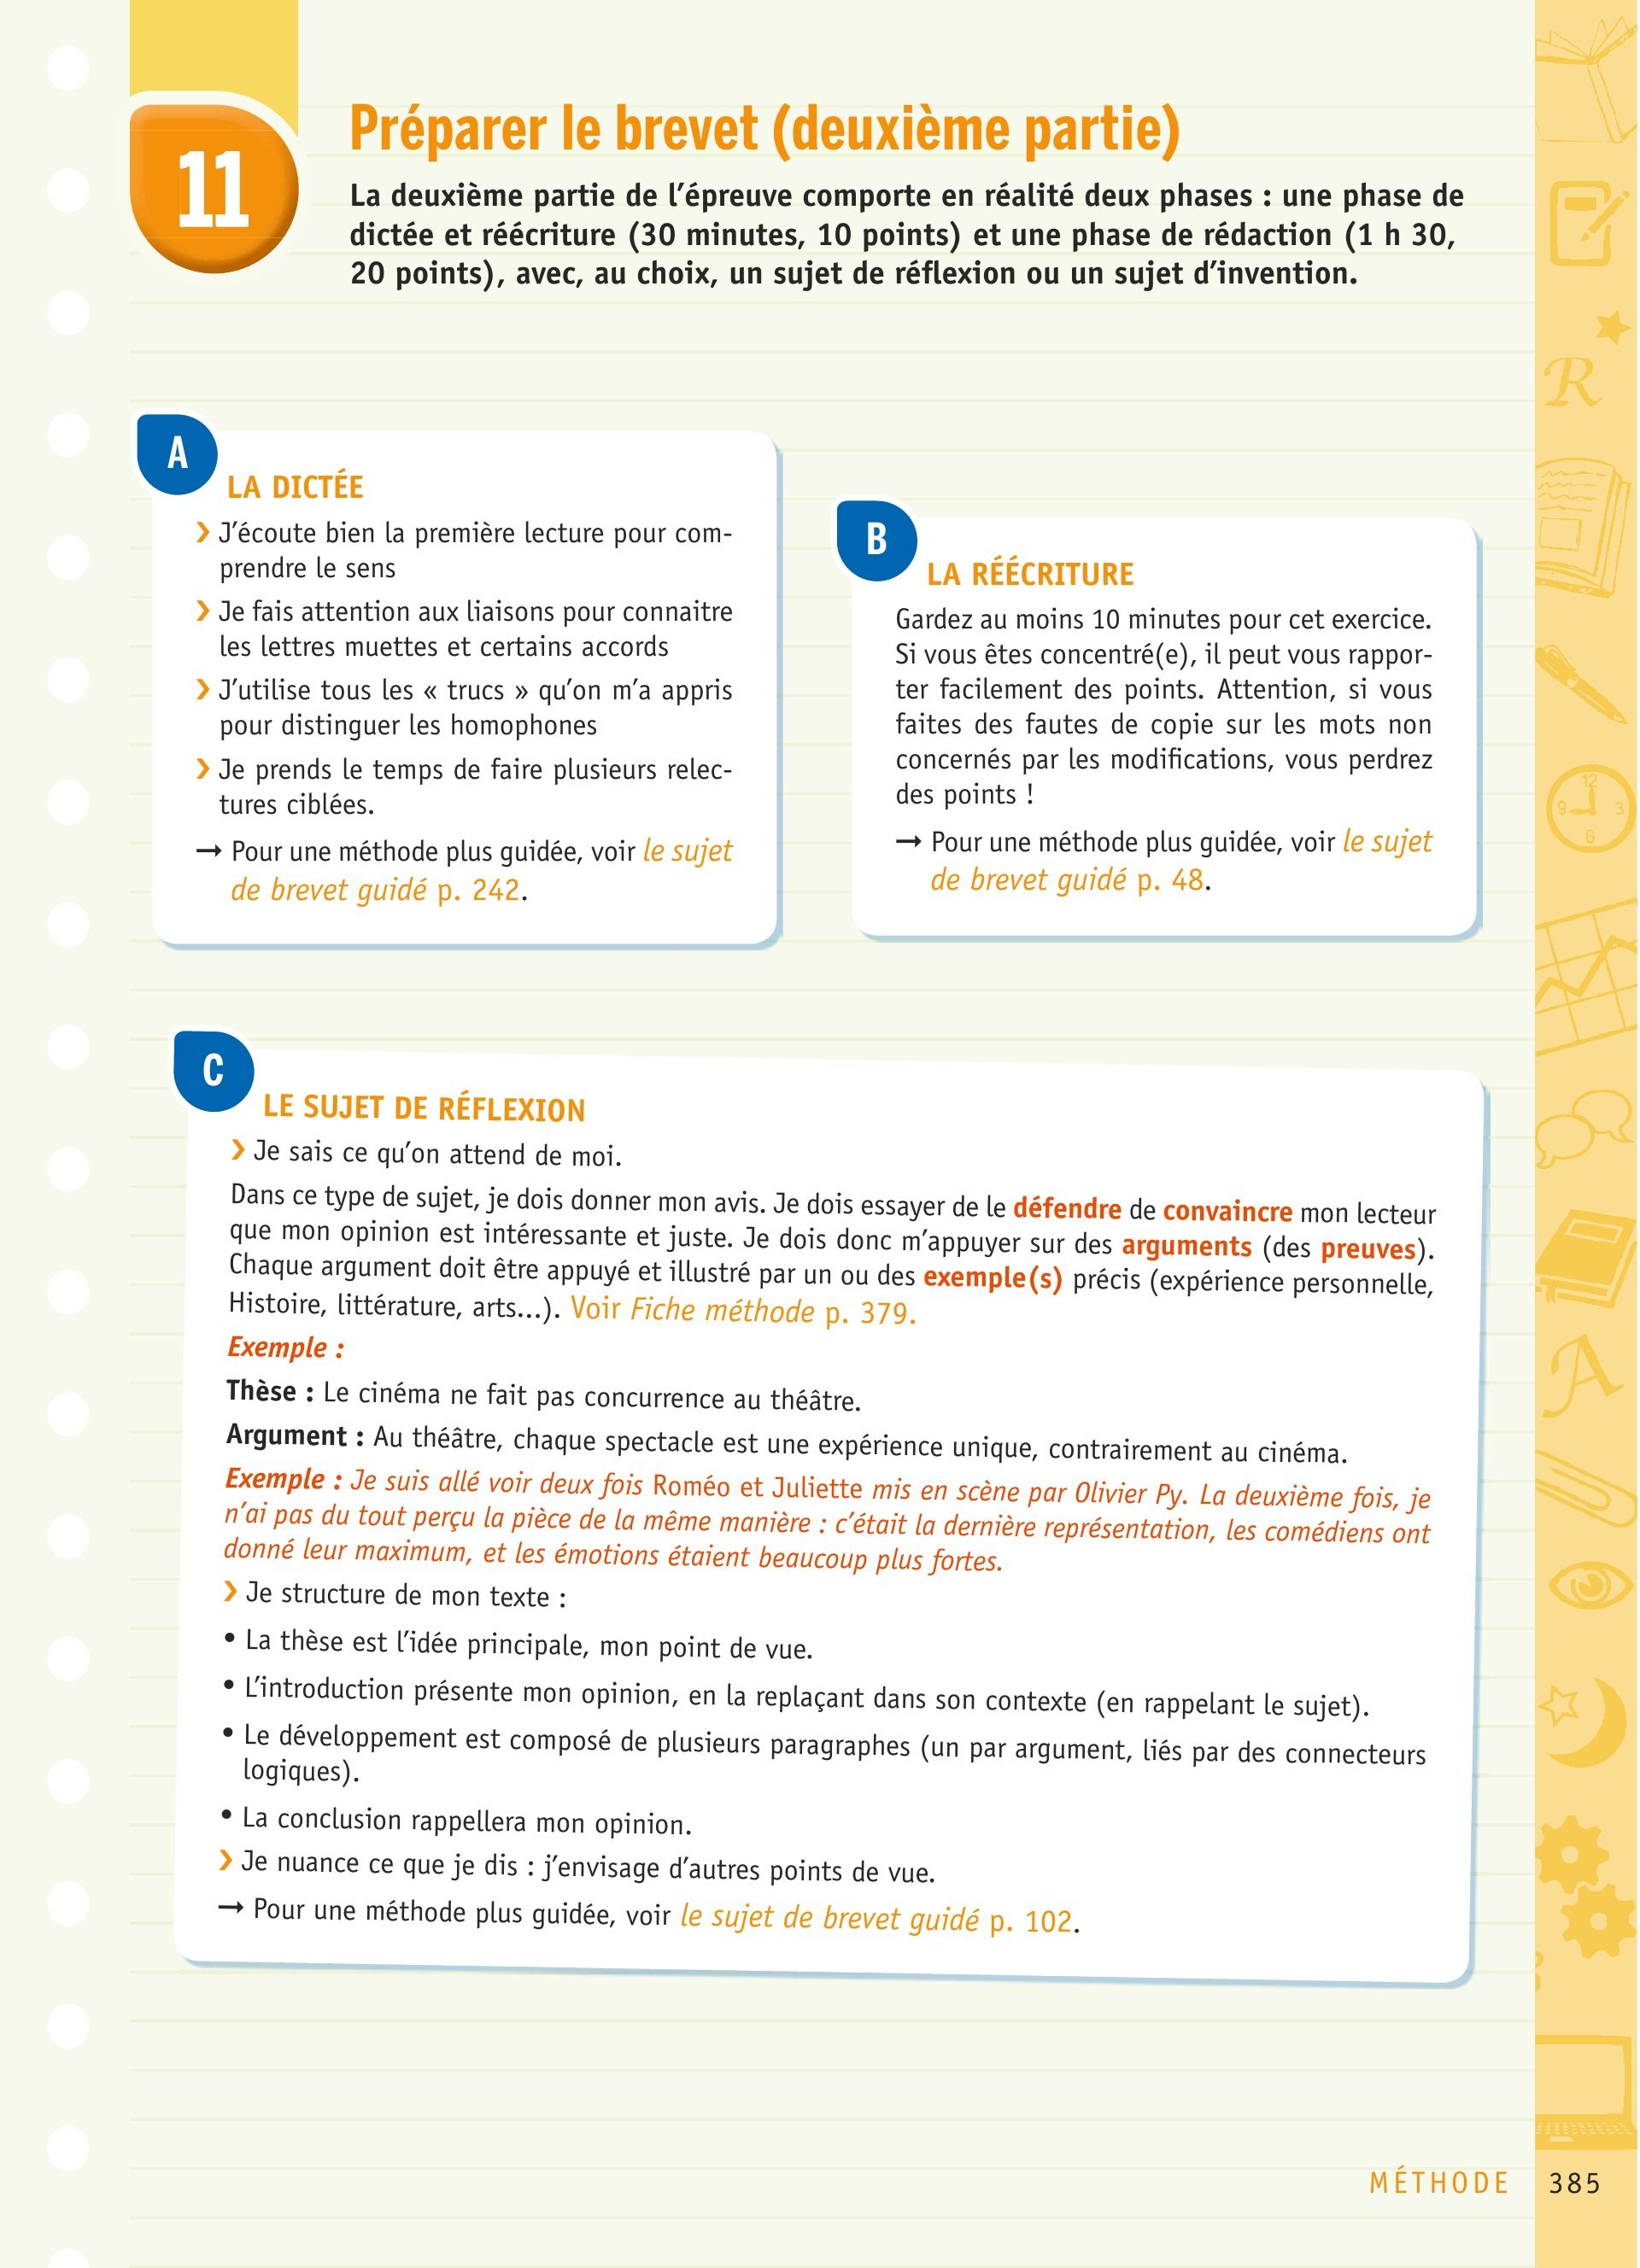 11
Préparer le brevet (deuxième partie)
La deuxième partie de l’épreuve comporte en réalité deux phases : une phase de
dictée et réécriture (30 minutes, 10 points) et une phase de rédaction (1 h 30,
20 points), avec, au choix, un sujet de réflexion ou un sujet d’invention.
A
LA DICTÉE
› J’écoute bien la première lecture pour com-
prendre le sens
› Je fais attention aux liaisons pour connaitre
les lettres muettes et certains accords
› J’utilise tous les « trucs » qu’on m’a appris
pour distinguer les homophones
› Je prends le temps de faire plusieurs relec-
tures ciblées.
→ Pour une méthode plus guidée, voir le sujet
de brevet guidé p. 242.
B
LA RÉÉCRITURE
Gardez au moins 10 minutes pour cet exercice.
Si vous êtes concentré(e), il peut vous rappor-
ter facilement des points. Attention, si vous
faites des fautes de copie sur les mots non
concernés par les modifications, vous perdrez
des points !
→ Pour une méthode plus guidée, voir le sujet
de brevet guidé p. 48.
C
LE SUJET DE RÉFLEXION
› Je sais ce qu’on attend de moi.
Dans ce type de sujet, je dois donner mon avis. Je dois essayer de le défendre de convaincre mon lecteur
que mon opinion est intéressante et juste. Je dois donc m’appuyer sur des arguments (des preuves).
Chaque argument doit être appuyé et illustré par un ou des exemple(s) précis (expérience personnelle,
Histoire, littérature, arts…). Voir Fiche méthode p. 379.
Exemple :
Thèse : Le cinéma ne fait pas concurrence au théâtre.
Argument : Au théâtre, chaque spectacle est une expérience unique, contrairement au cinéma.
Exemple : Je suis allé voir deux fois Roméo et Juliette mis en scène par Olivier Py. La deuxième fois, je
n’ai pas du tout perçu la pièce de la même manière : c’était la dernière représentation, les comédiens ont
donné leur maximum, et les émotions étaient beaucoup plus fortes.
› Je structure de mon texte :
• La thèse est l’idée principale, mon point de vue.
• L’introduction présente mon opinion, en la replaçant dans son contexte (en rappelant le sujet).
• Le développement est composé de plusieurs paragraphes (un par argument, liés par des connecteurs
logiques).
• La conclusion rappellera mon opinion.
› Je nuance ce que je dis : j’envisage d’autres points de vue.
→ Pour une méthode plus guidée, voir le sujet de brevet guidé p. 102.
R
12
9 3
6
A
MÉTHODE 385